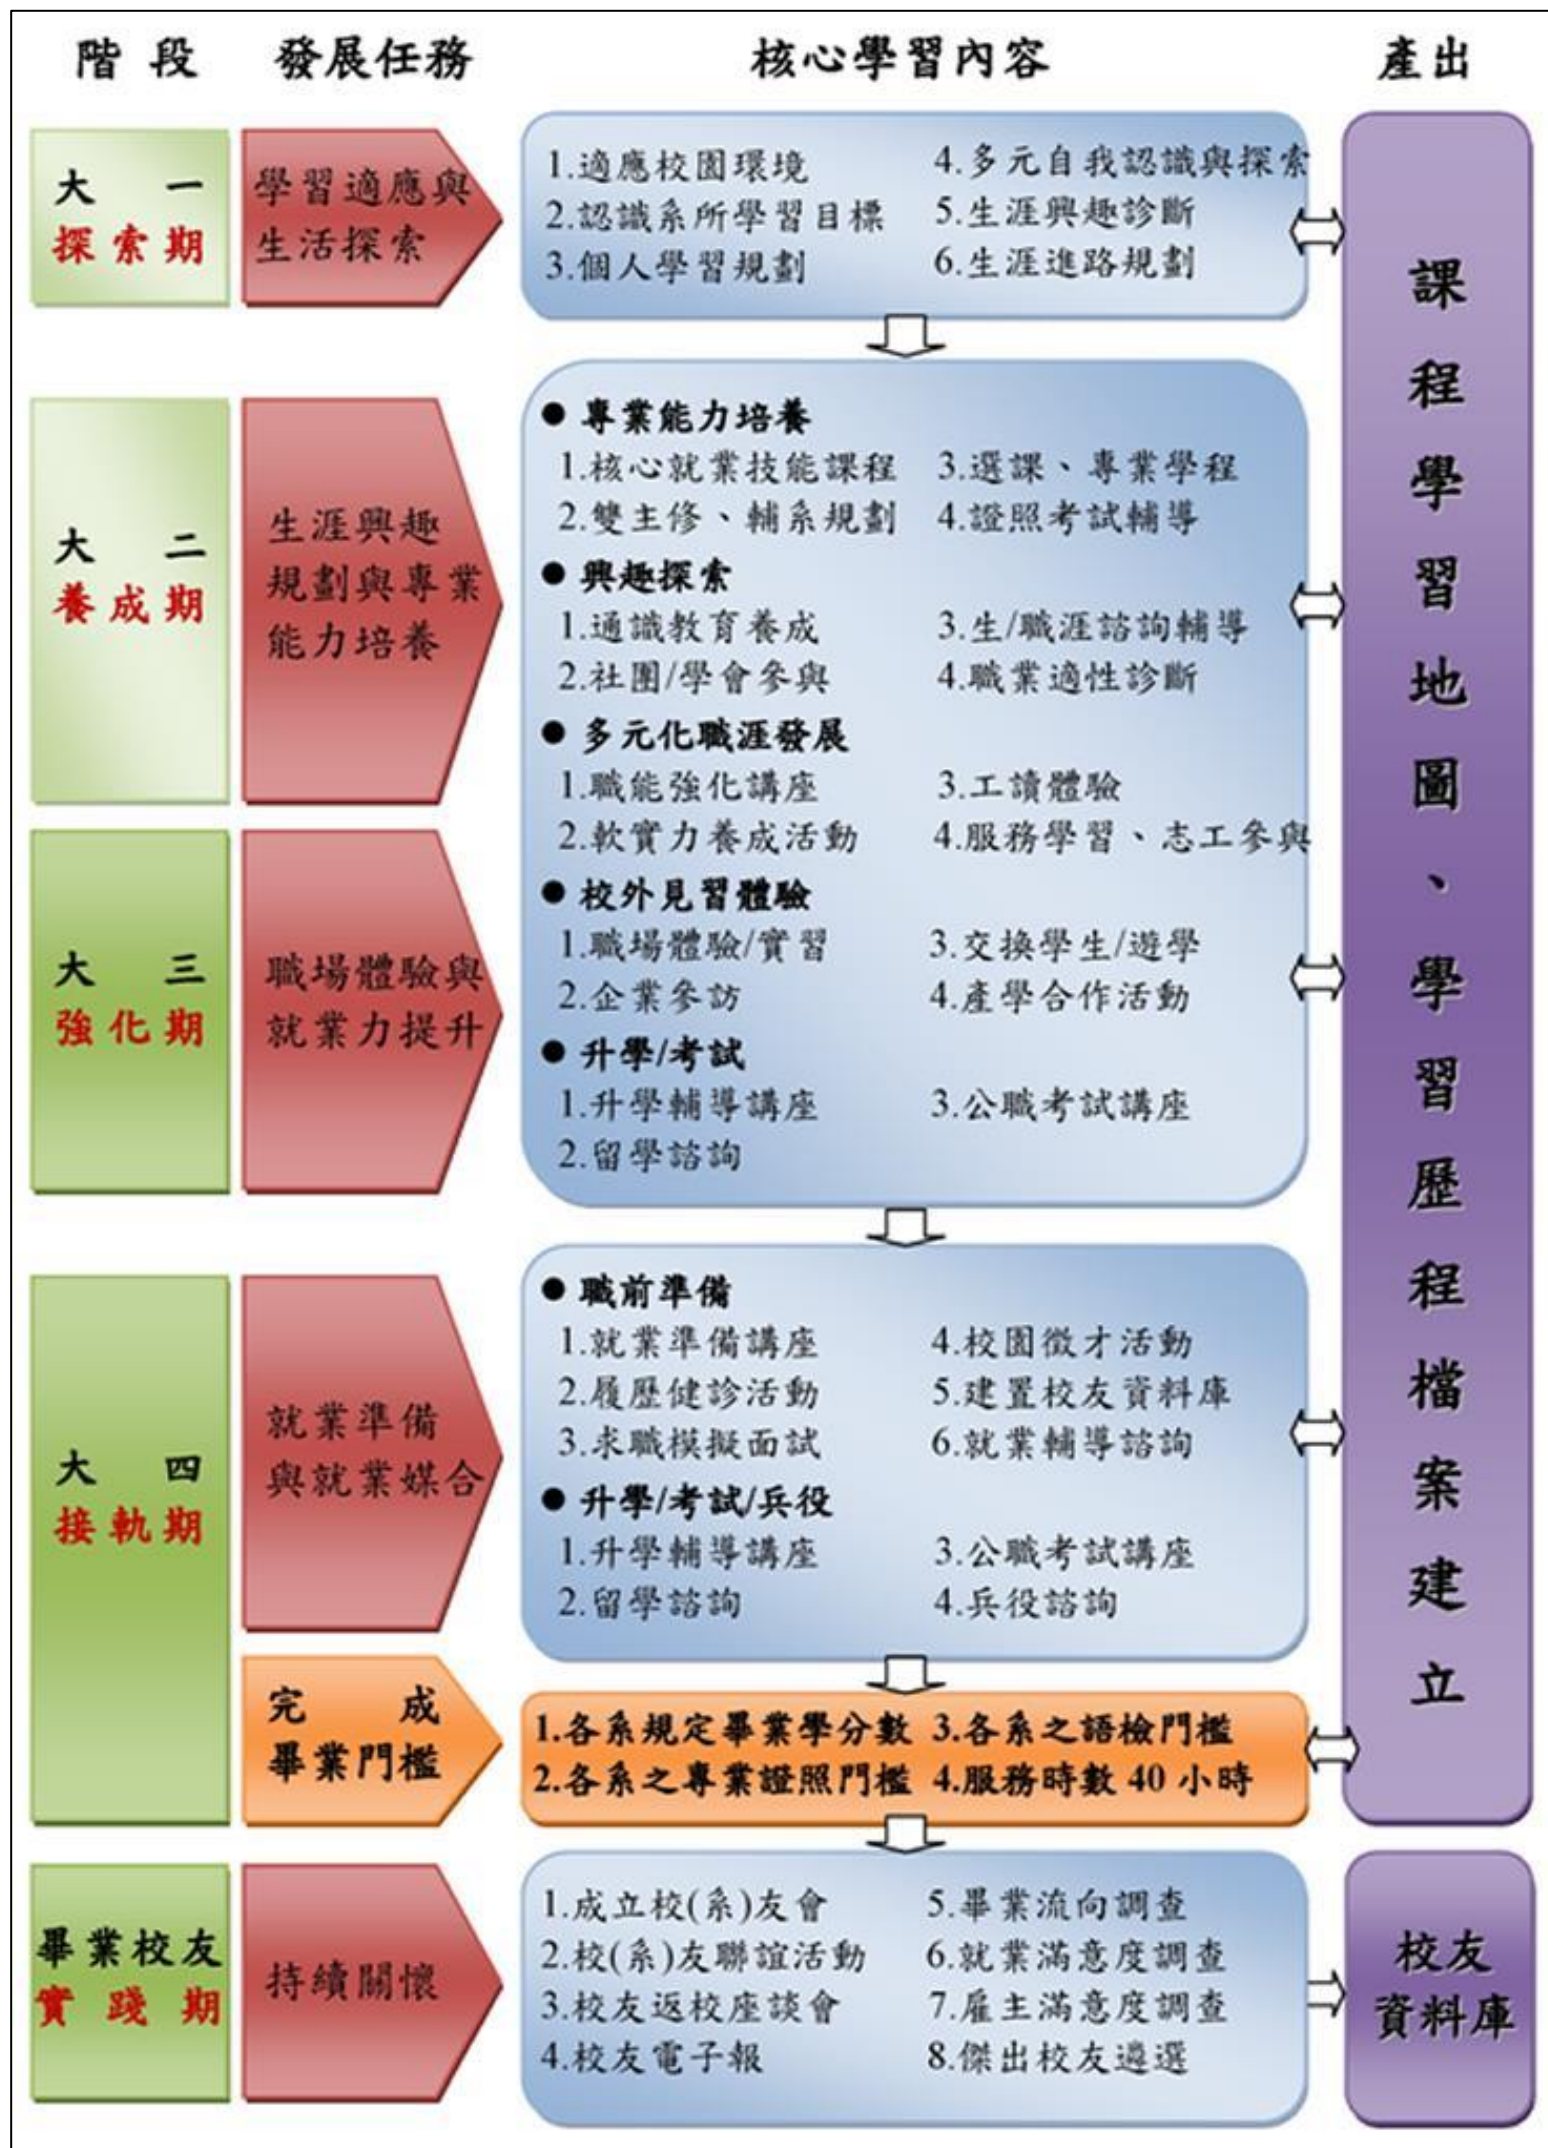 階段 發展任務 核心學習內容 產出
大一
探索期
學習適應與
生活探索
1.適應校園環境 4.多元自我認識與探索
2.認識系所學習目標 5.生涯興趣診斷
3.個人學習規劃 6.生涯進路規劃
大二
養成期
生涯興趣
規劃與專業
能力培養
● 專業能力培養
1.核心就業技能課程 3.選課、專業學程
2.雙主修、輔系規劃 4.證照考試輔導
● 興趣探索
1.通識教育養成 3.生/職涯諮詢輔導
2.社團/學會參與 4.職業適性診斷
● 多元化職涯發展
1.職能強化講座 3.工讀體驗
2.軟實力養成活動 4.服務學習、志工參與
大三
強化期
職場體驗與
就業力提升
● 校外見習體驗
1.職場體驗/實習 3.交換學生/遊學
2.企業參訪 4.產學合作活動
● 升學/考試
1.升學輔導講座 3.公職考試講座
2.留學諮詢
大四
接軌期
就業準備
與就業媒合
● 職前準備
1.就業準備講座 4.校園徵才活動
2.履歷健診活動 5.建置校友資料庫
3.求職模擬面試 6.就業輔導諮詢
● 升學/考試/兵役
1.升學輔導講座 3.公職考試講座
2.留學諮詢 4.兵役諮詢
完成
畢業門檻
1.各系規定畢業學分數 3.各系之語檢門檻
2.各系之專業證照門檻 4.服務時數 40 小時
課程學習地圖、學習歷程檔案建立
畢業校友
實踐期
持續關懷
1.成立校(系)友會 5.畢業流向調查
2.校(系)友聯誼活動 6.就業滿意度調查
3.校友返校座談會 7.雇主滿意度調查
4.校友電子報 8.傑出校友遴選
校友
資料庫